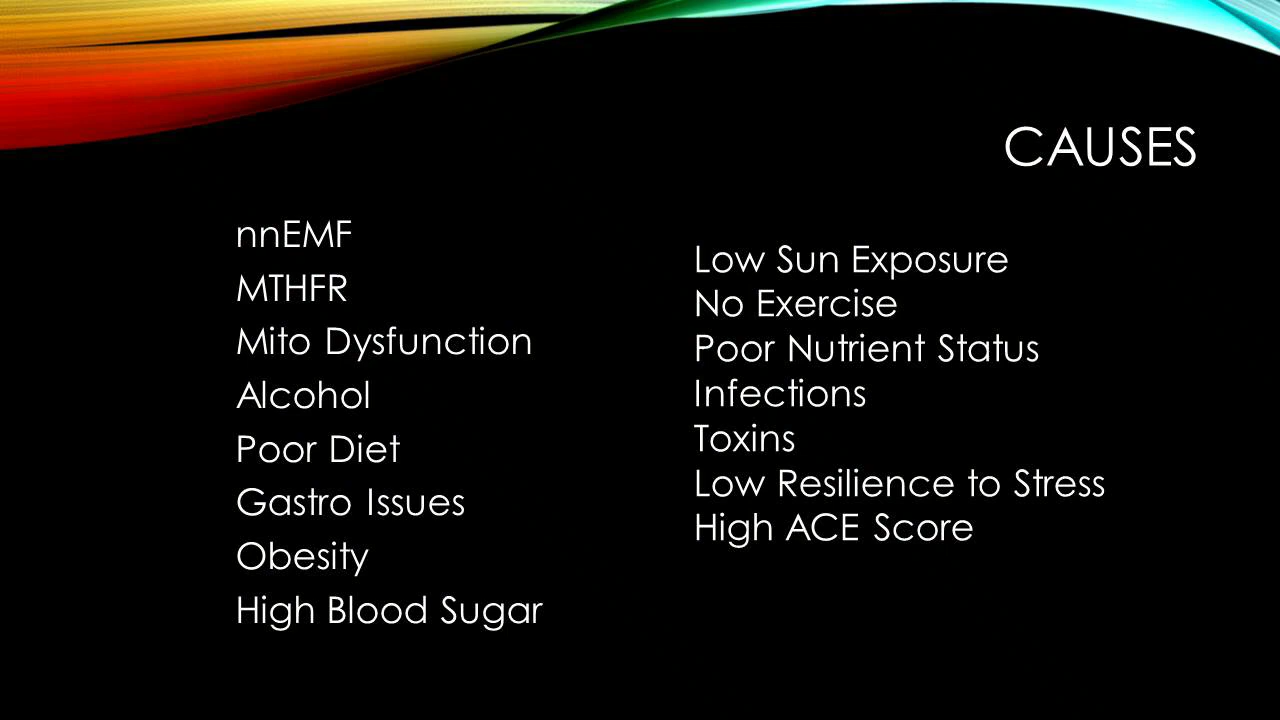 CAUSES
nnEMF
MTHFR
Mito Dysfunction
Alcohol
Poor Diet
Gastro Issues
Obesity
High Blood Sugar
Low Sun Exposure
No Exercise
Poor Nutrient Status
Infections
Toxins
Low Resilience to Stress
High ACE Score